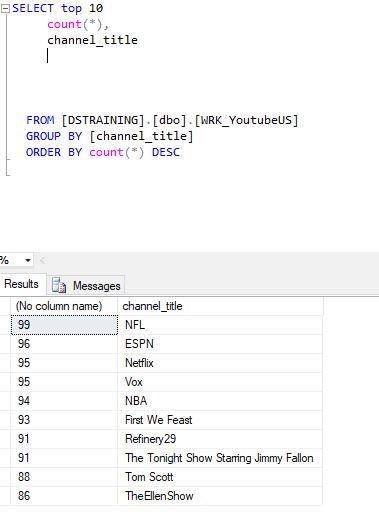 SELECT top 10
count(*),
channel_title
FROM [DSTRAINING].[dbo].[WRK_YoutubeUS]
GROUP BY [channel_title]
ORDER BY count(*) DESC
%
Results Messages
(No column name) channel_title
99 NFL
96 ESPN
95 Netflix
95 Vox
94 NBA
93 First We Feast
91 Refinery29
91 The Tonight Show Starring Jimmy Fallon
88 Tom Scott
86 TheEllenShow